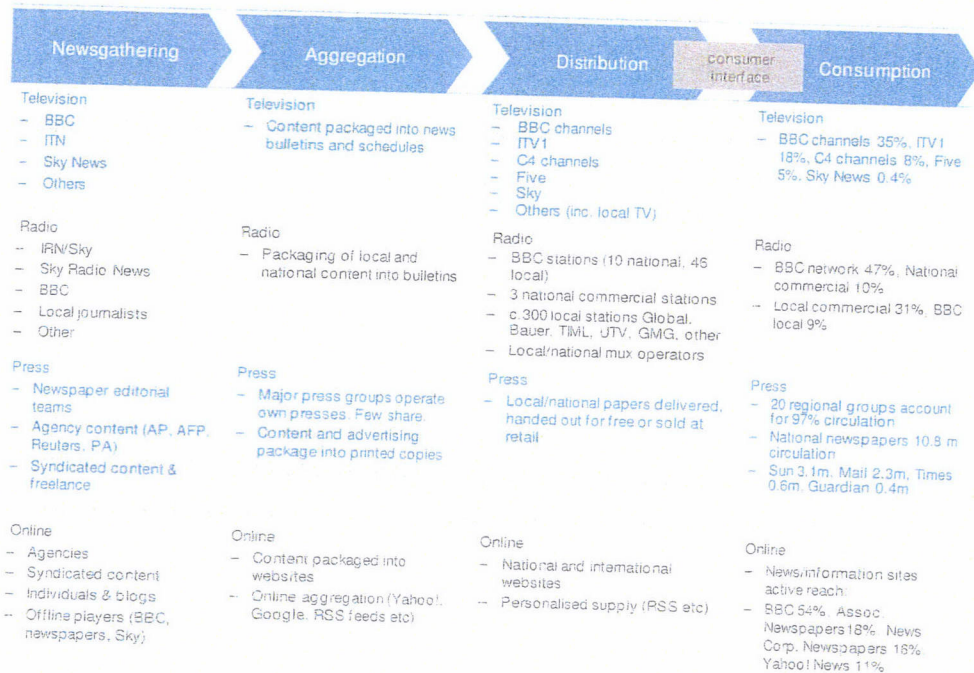 Newsgathering
Aggregation
Distribution
consumer
interface
Consumption
Television
– BBC
– ITN
– Sky News
– Others
Television
– Content packaged into news
bulletins and schedules
Television
– BBC channels
– ITV1
– C4 channels
– Five
– Sky
– Others (inc. local TV)
Television
– BBC channels 35%, ITV1
18%, C4 channels 8%, Five
5%, Sky News 0.4%
Radio
– IRN/Sky
– Sky Radio News
– BBC
– Local journalists
– Other
Radio
– Packaging of local and
national content into bulletins
Radio
– BBC stations (10 national, 46
local)
– 3 national commercial stations
– c.300 local stations Global,
Bauer, TIML, UTV, GMG, other
– Local/national mux operators
Radio
– BBC network 47%, National
commercial 10%
– Local commercial 31%, BBC
local 9%
Press
– Newspaper editorial
teams
– Agency content (AP, AFP,
Reuters, PA)
– Syndicated content &
freelance
Press
– Major press groups operate
own presses. Few share.
– Content and advertising
package into printed copies
Press
– Local/national papers delivered,
handed out for free or sold at
retail
Press
– 20 regional groups account
for 97% circulation
– National newspapers 10.8 m
circulation
– Sun 3.1m, Mail 2.3m, Times
0.6m, Guardian 0.4m
Online
– Agencies
– Syndicated content
– Individuals & blogs
– Offline players (BBC,
newspapers, Sky)
Online
– Content packaged into
websites
– Online aggregation (Yahoo!,
Google, RSS feeds etc)
Online
– National and international
websites
– Personalised supply (RSS etc)
Online
– News/information sites
active reach:
– BBC 54%, Assoc.
Newspapers 18%, News
Corp. Newspapers 16%
Yahoo! News 11%